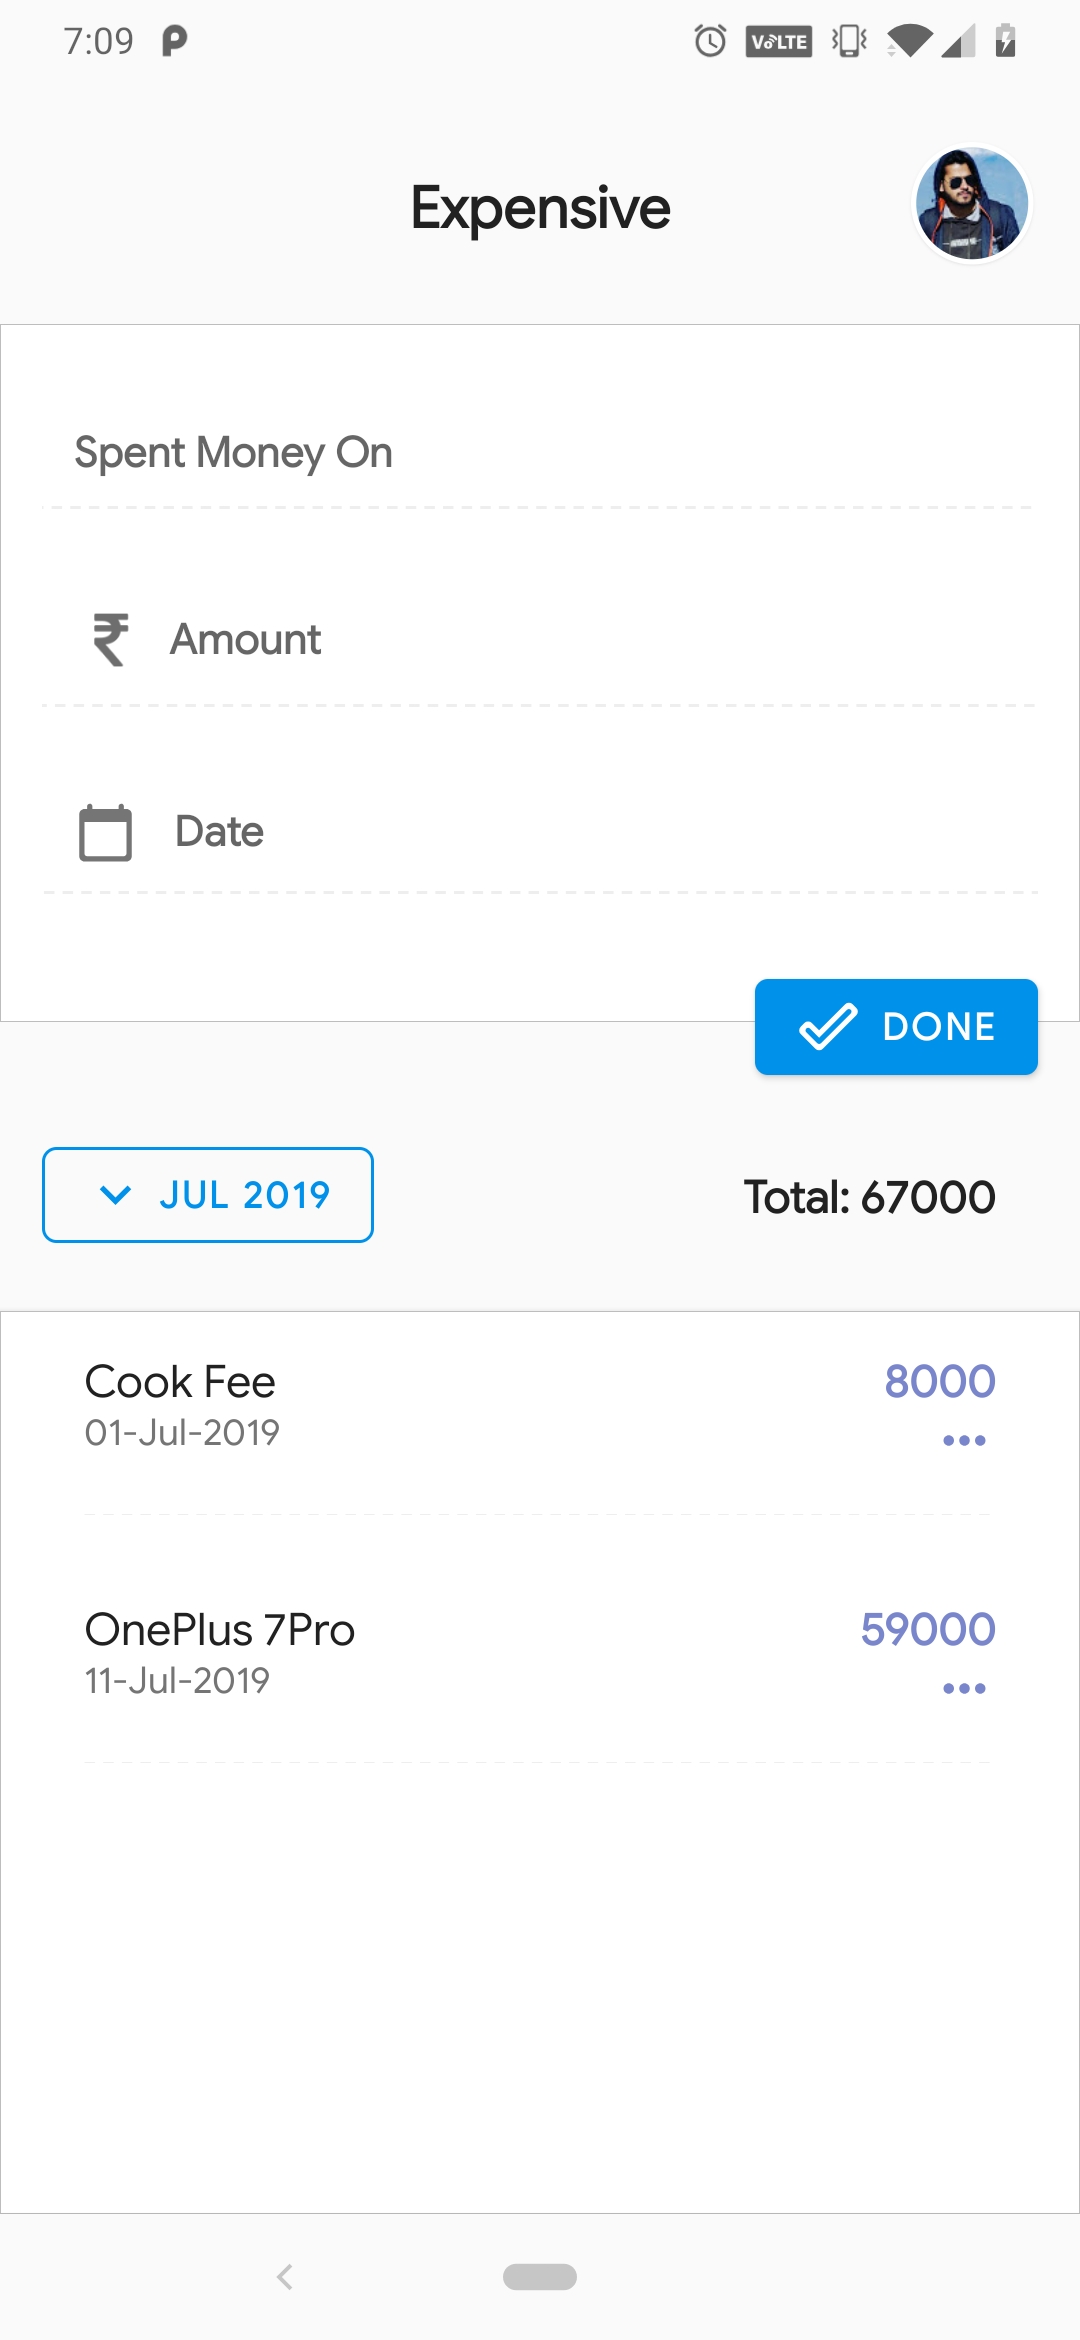 7:09
VoLTE
Expensive
Spent Money On
₹ Amount
Date
DONE
JUL 2019
Total: 67000
Cook Fee
8000
01-Jul-2019
OnePlus 7Pro
59000
11-Jul-2019